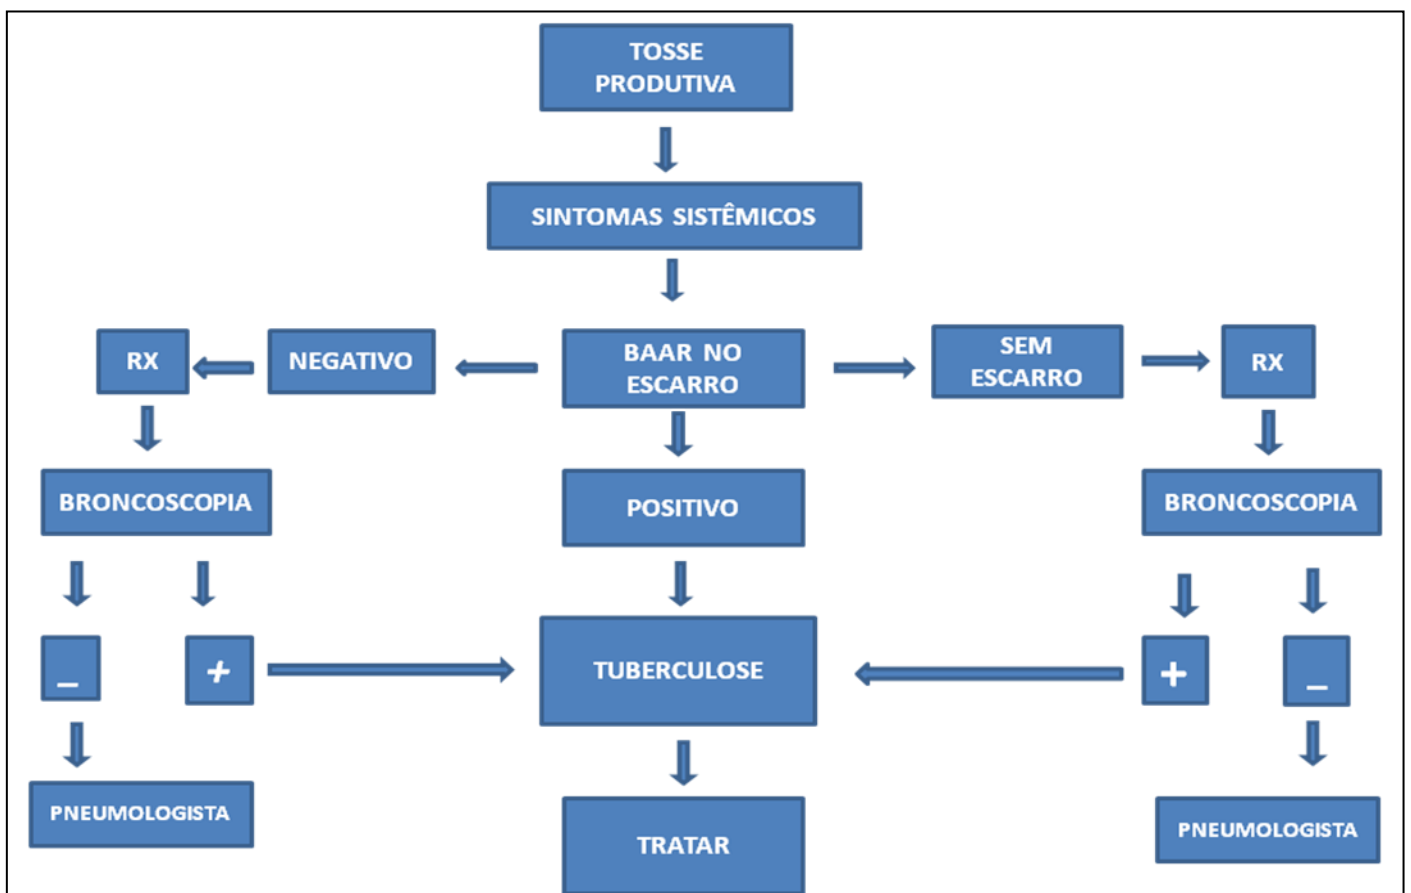 TOSSE
PRODUTIVA
SINTOMAS SISTÊMICOS
RX
NEGATIVO
BAAR NO
ESCARRO
SEM
ESCARRO
RX
BRONCOSCOPIA
POSITIVO
BRONCOSCOPIA
_
+
TUBERCULOSE
+
_
PNEUMOLOGISTA
TRATAR
PNEUMOLOGISTA